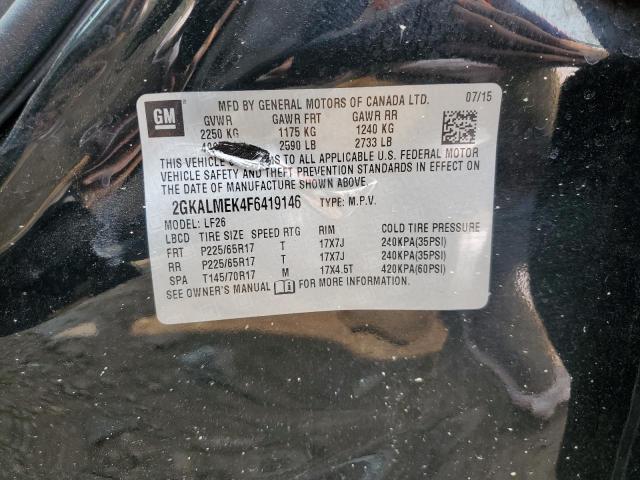 GM
MFD BY GENERAL MOTORS OF CANADA LTD. 07/15
GVWR GAWR FRT GAWR RR
2250 KG 1175 KG 1240 KG
2590 LB 2733 LB
THIS VEHICLE TO ALL APPLICABLE U.S. FEDERAL MOTOR
VEHICLE SAFETY AND THEFT PREVENTION STANDARDS IN EFFECT ON
THE DATE OF MANUFACTURE SHOWN ABOVE.
2GKALMEK4F6419146 TYPE: M.P.V.
MODEL: LF26
LBCD TIRE SIZE SPEED RTG RIM COLD TIRE PRESSURE
FRT P225/65R17 T 17X7J 240KPA(35PSI)
RR P225/65R17 T 17X7J 240KPA(35PSI)
SPA T145/70R17 M 17X4.5T 420KPA(60PSI)
SEE OWNER'S MANUAL FOR MORE INFORMATION.